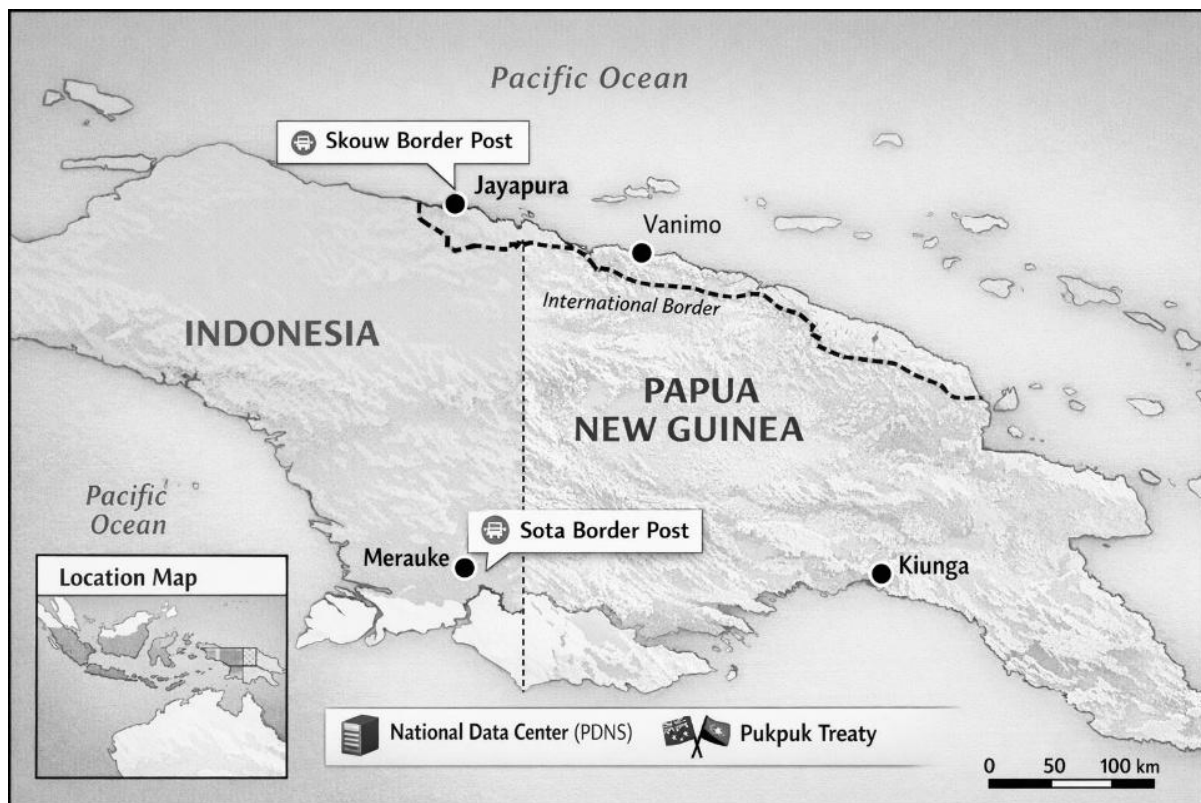 Pacific Ocean
Skouw Border Post
Jayapura
Vanimo
International Border
INDONESIA
PAPUA
NEW GUINEA
Pacific
Ocean
Sota Border Post
Merauke
Kiunga
Location Map
National Data Center (PDNS)
Pukpuk Treaty
0 50 100 km